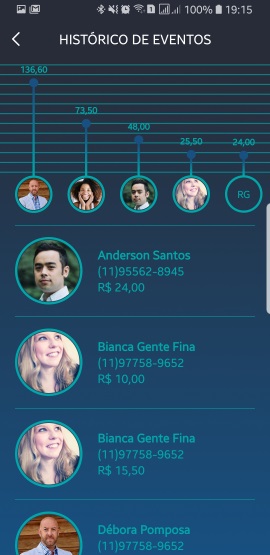 100% 19:15
HISTÓRICO DE EVENTOS
136,60
73,50
48,00
25,50
24,00
RG
Anderson Santos
(11)95562-8945
R$ 24,00
Bianca Gente Fina
(11)97758-9652
R$ 10,00
Bianca Gente Fina
(11)97758-9652
R$ 15,50
Débora Pomposa
(11)97758-9652